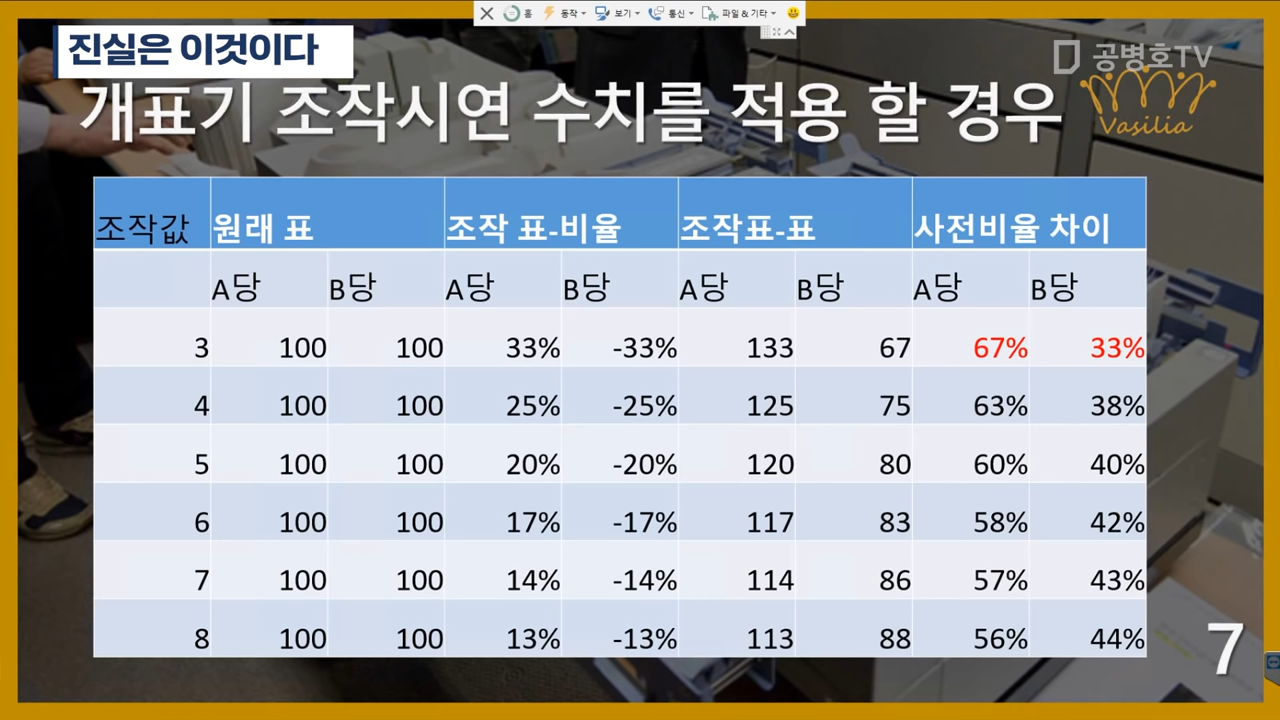 홈 동작 보기 통신 파일 & 기타
진실은 이것이다
공병호TV
개표기 조작시연 수치를 적용 할 경우
Vasilia
조작값 원래 표 조작 표-비율 조작표-표 사전비율 차이
A당 B당 A당 B당 A당 B당 A당 B당
3 100 100 33% -33% 133 67 67% 33%
4 100 100 25% -25% 125 75 63% 38%
5 100 100 20% -20% 120 80 60% 40%
6 100 100 17% -17% 117 83 58% 42%
7 100 100 14% -14% 114 86 57% 43%
8 100 100 13% -13% 113 88 56% 44%
7